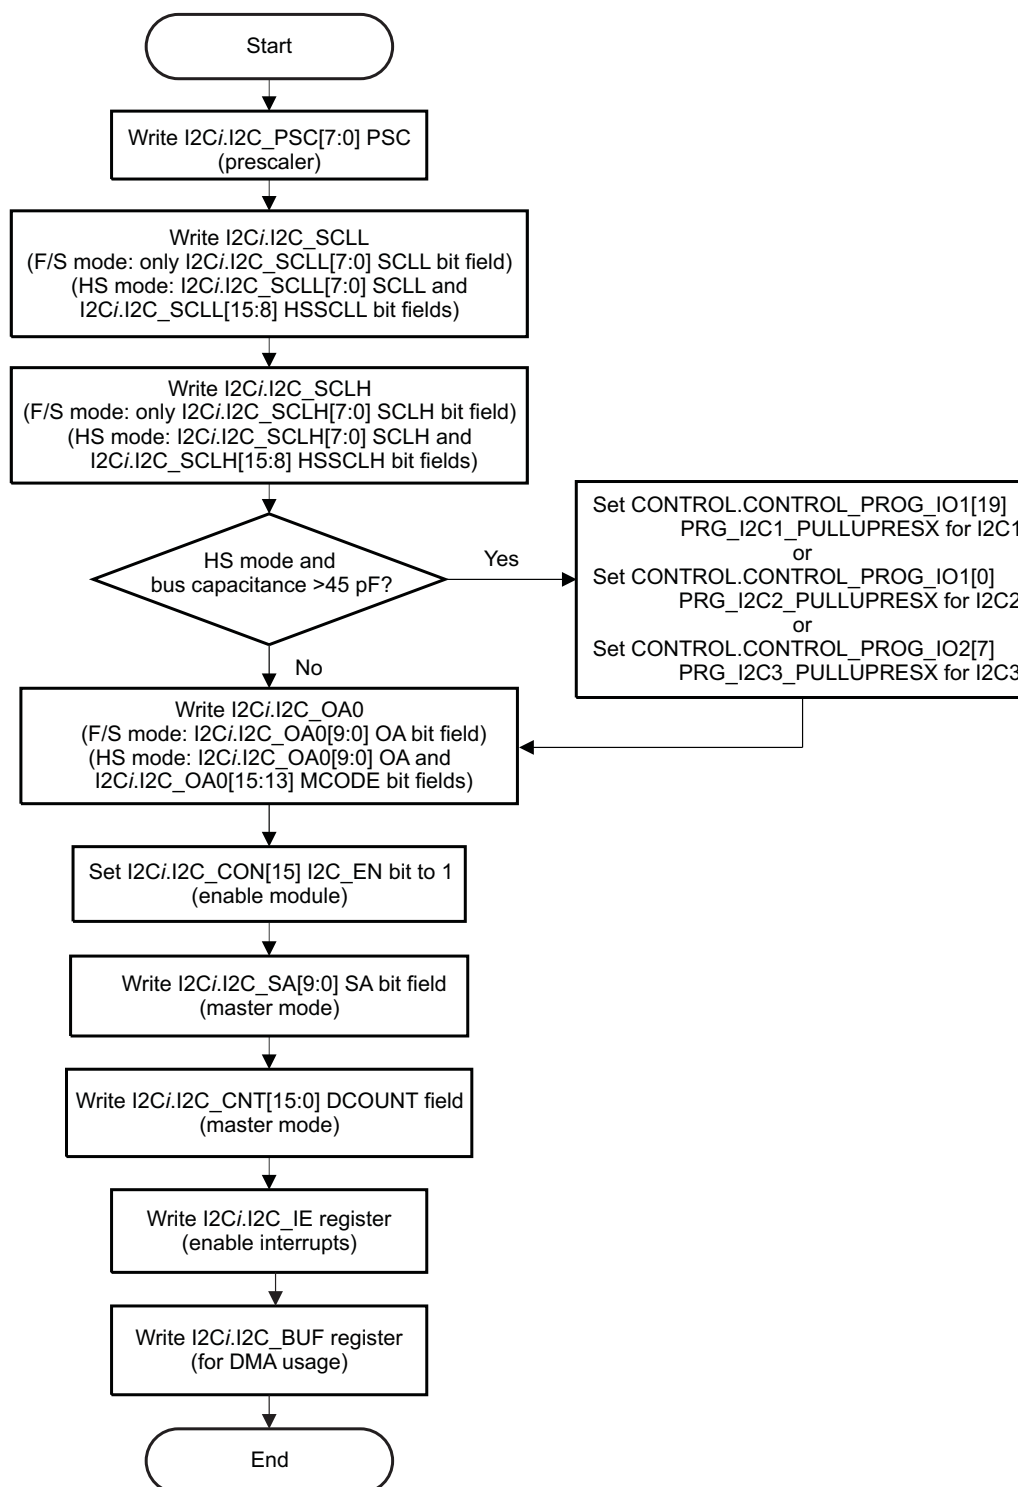 Start
Write I2Ci.I2C_PSC[7:0] PSC
(prescaler)
Write I2Ci.I2C_SCLL
(F/S mode: only I2Ci.I2C_SCLL[7:0] SCLL bit field)
(HS mode: I2Ci.I2C_SCLL[7:0] SCLL and
I2Ci.I2C_SCLL[15:8] HSSCLL bit fields)
Write I2Ci.I2C_SCLH
(F/S mode: only I2Ci.I2C_SCLH[7:0] SCLH bit field)
(HS mode: I2Ci.I2C_SCLH[7:0] SCLH and
I2Ci.I2C_SCLH[15:8] HSSCLH bit fields)
HS mode and
bus capacitance >45 pF?
Yes
Set CONTROL.CONTROL_PROG_IO1[19]
PRG_I2C1_PULLUPRESX for I2C1
or
Set CONTROL.CONTROL_PROG_IO1[0]
PRG_I2C2_PULLUPRESX for I2C2
or
Set CONTROL.CONTROL_PROG_IO2[7]
PRG_I2C3_PULLUPRESX for I2C3
No
Write I2Ci.I2C_OA0
(F/S mode: I2Ci.I2C_OA0[9:0] OA bit field)
(HS mode: I2Ci.I2C_OA0[9:0] OA and
I2Ci.I2C_OA0[15:13] MCODE bit fields)
Set I2Ci.I2C_CON[15] I2C_EN bit to 1
(enable module)
Write I2Ci.I2C_SA[9:0] SA bit field
(master mode)
Write I2Ci.I2C_CNT[15:0] DCOUNT field
(master mode)
Write I2Ci.I2C_IE register
(enable interrupts)
Write I2Ci.I2C_BUF register
(for DMA usage)
End